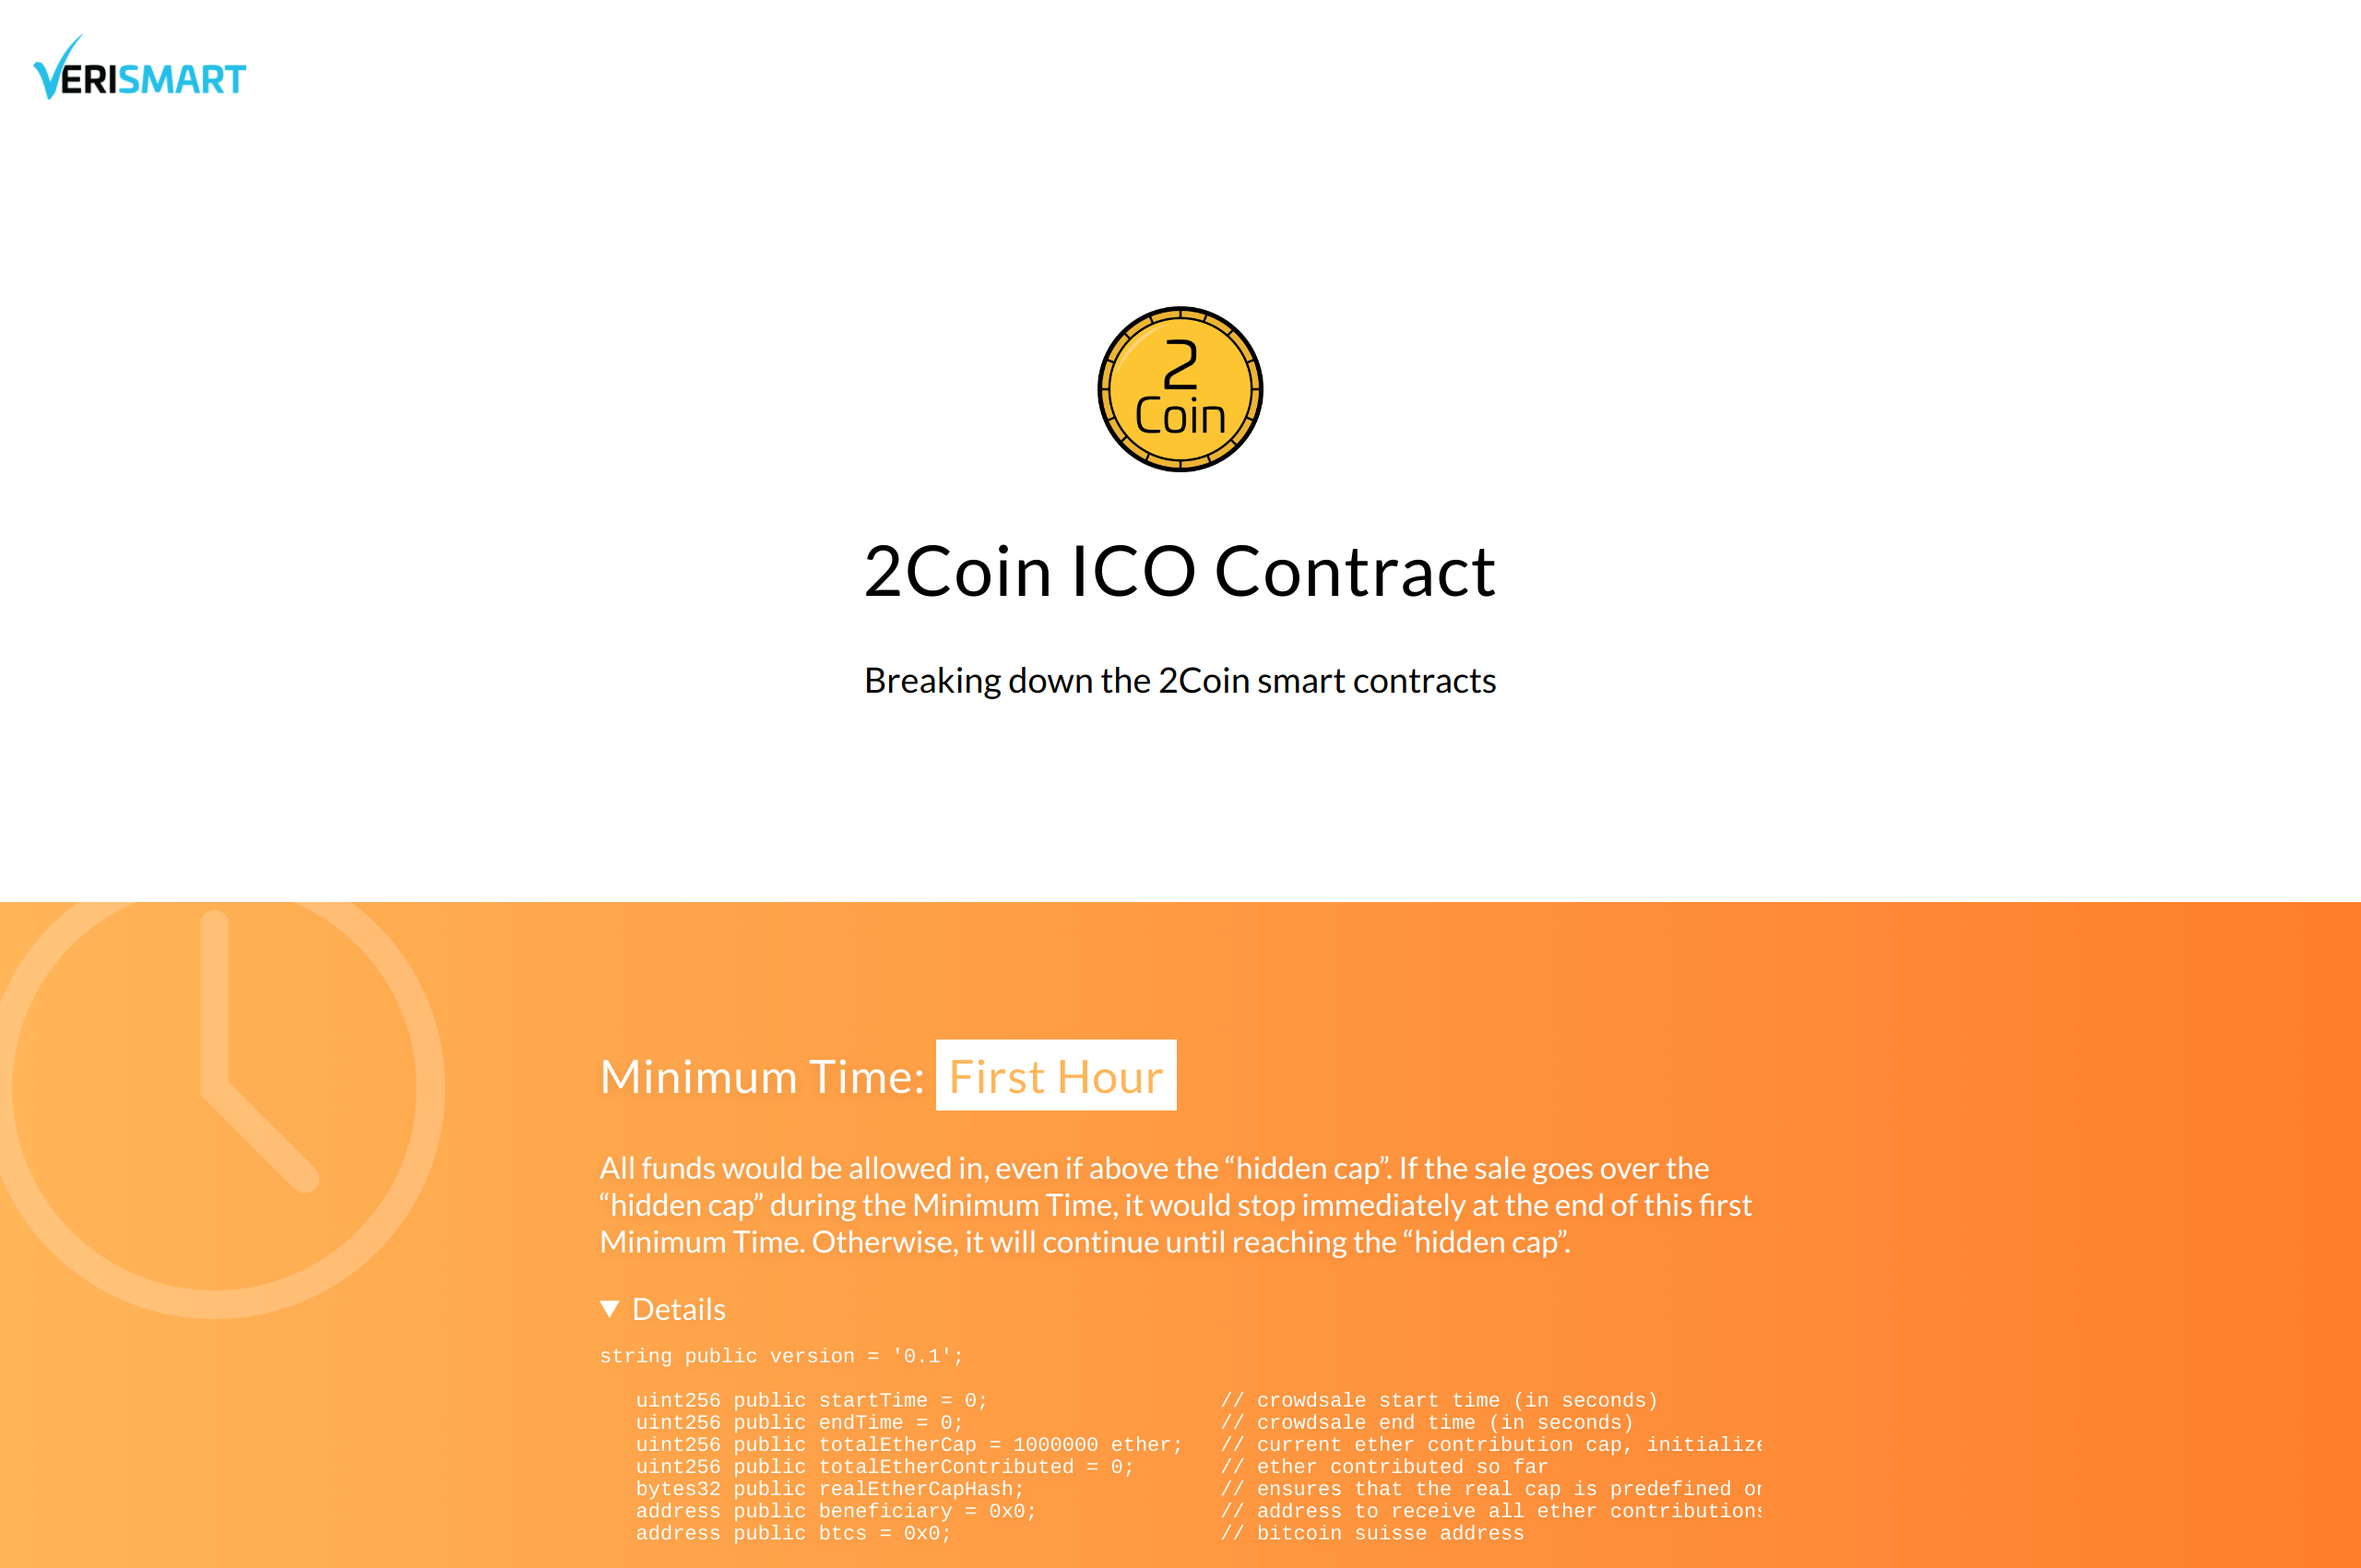 VERISMART
2
Coin
2Coin ICO Contract
Breaking down the 2Coin smart contracts
Minimum Time: First Hour
All funds would be allowed in, even if above the “hidden cap”. If the sale goes over the
“hidden cap” during the Minimum Time, it would stop immediately at the end of this first
Minimum Time. Otherwise, it will continue until reaching the “hidden cap”.
▼ Details
string public version = '0.1';
uint256 public startTime = 0; // crowdsale start time (in seconds)
uint256 public endTime = 0; // crowdsale end time (in seconds)
uint256 public totalEtherCap = 1000000 ether; // current ether contribution cap, initialize
uint256 public totalEtherContributed = 0; // ether contributed so far
bytes32 public realEtherCapHash; // ensures that the real cap is predefined on
address public beneficiary = 0x0; // address to receive all ether contributions
address public btcs = 0x0; // bitcoin suisse address